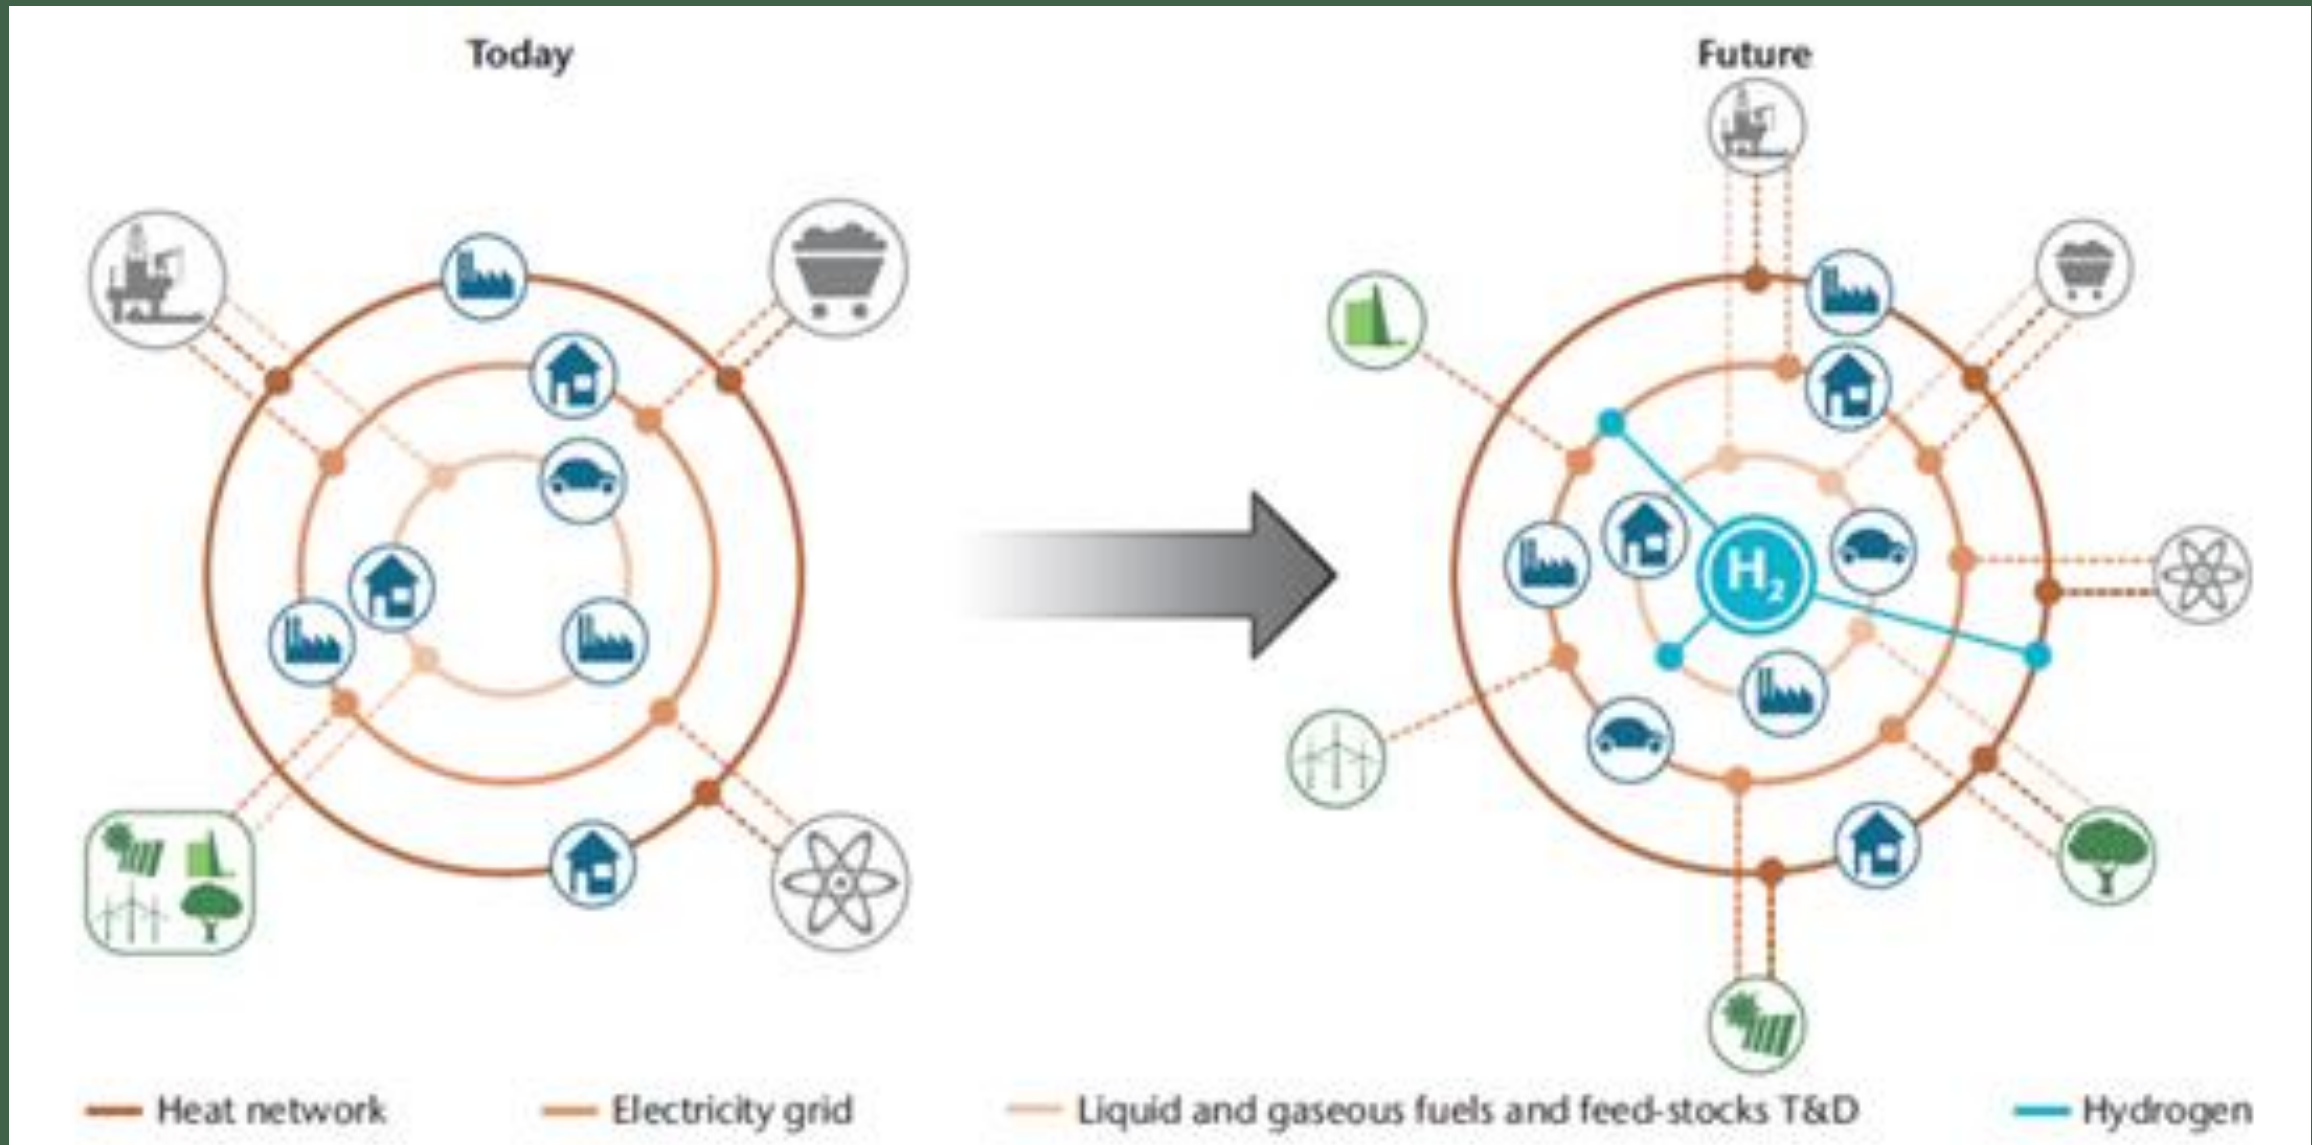 Today
Future
H₂
Heat network
Electricity grid
Liquid and gaseous fuels and feed-stocks T&D
Hydrogen